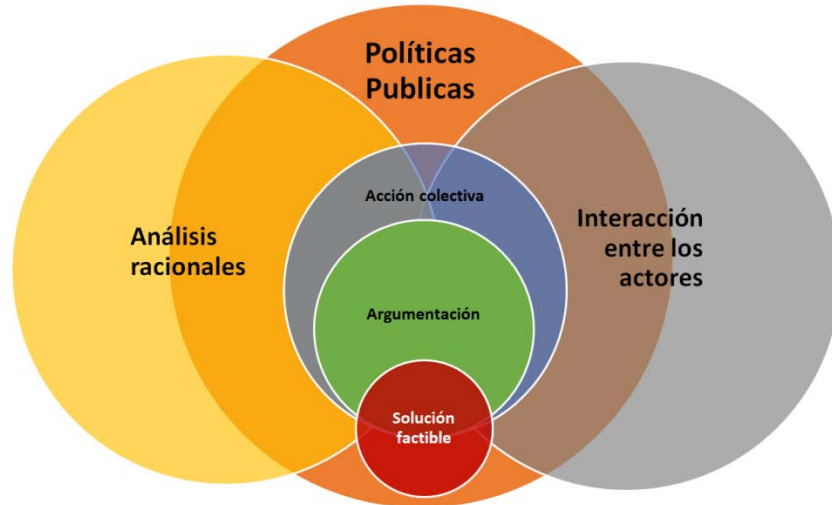 Políticas
Publicas
Acción colectiva
Análisis
racionales
Interacción
entre los
actores
Argumentación
Solución
factible